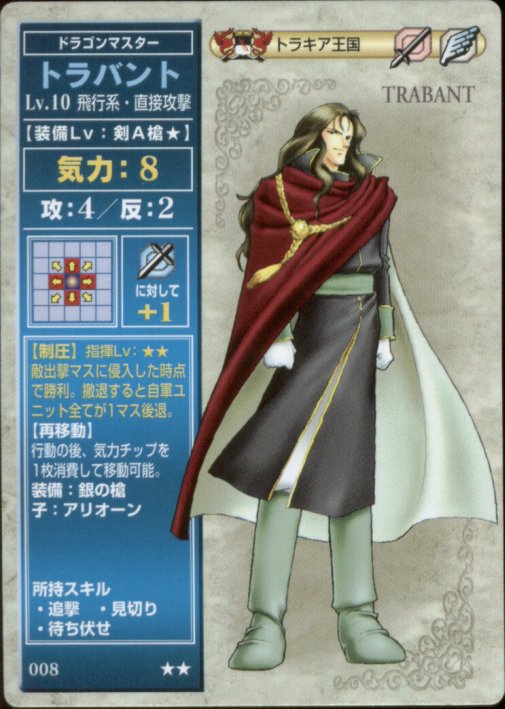 ドラゴンマスター
トラバント
Lv.10 飛行系・直接攻撃
【装備Lv：剣A槍★】
気力：8
攻：4／反：2
に対して
+1
【制圧】指揮Lv：★★
敵出撃マスに侵入した時点
で勝利。撤退すると自軍ユ
ニット全てが1マス後退。
【再移動】
行動の後、気力チップを
1枚消費して移動可能。
装備：銀の槍
子：アリオーン
所持スキル
・追撃 ・見切り
・待ち伏せ
008 ★★
トラキア王国
TRABANT